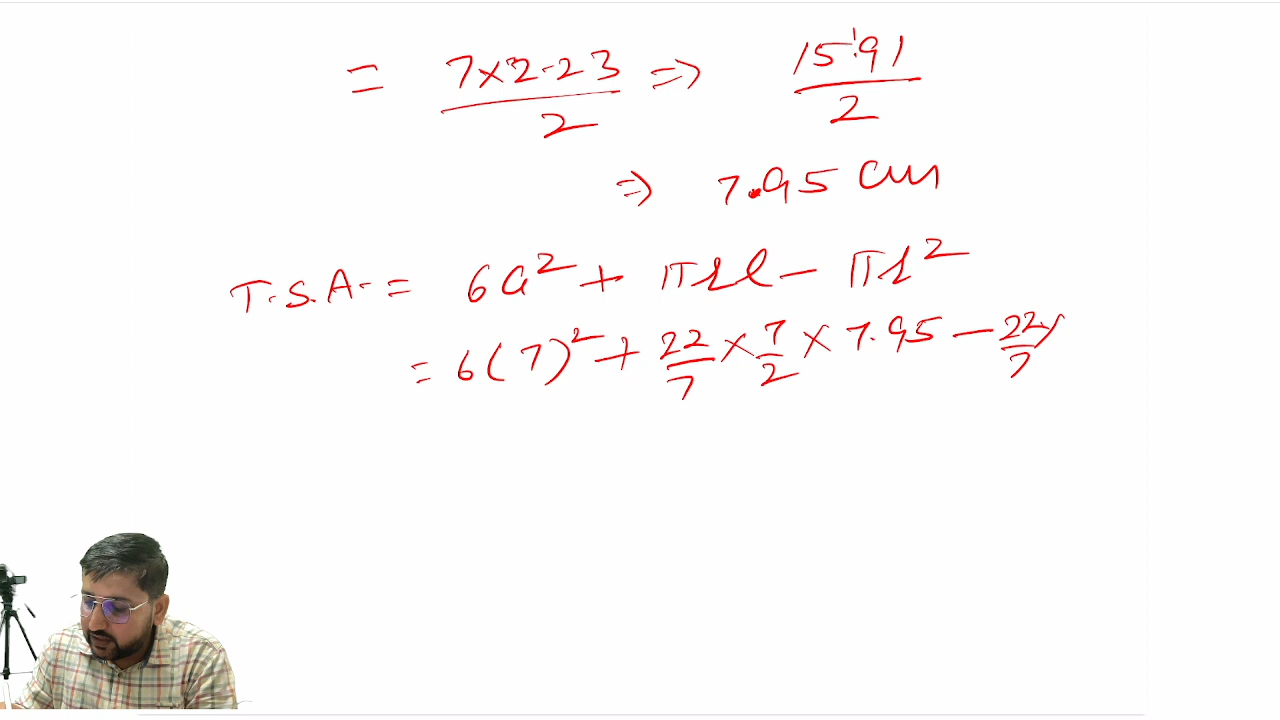 = 7×2.23/2 ⇒ 15.91/2
⇒ 7.95 cm
T.S.A. = 6a² + πrl − πr²
= 6(7)² + 22/7 × 7/2 × 7.95 − 22/7 ×